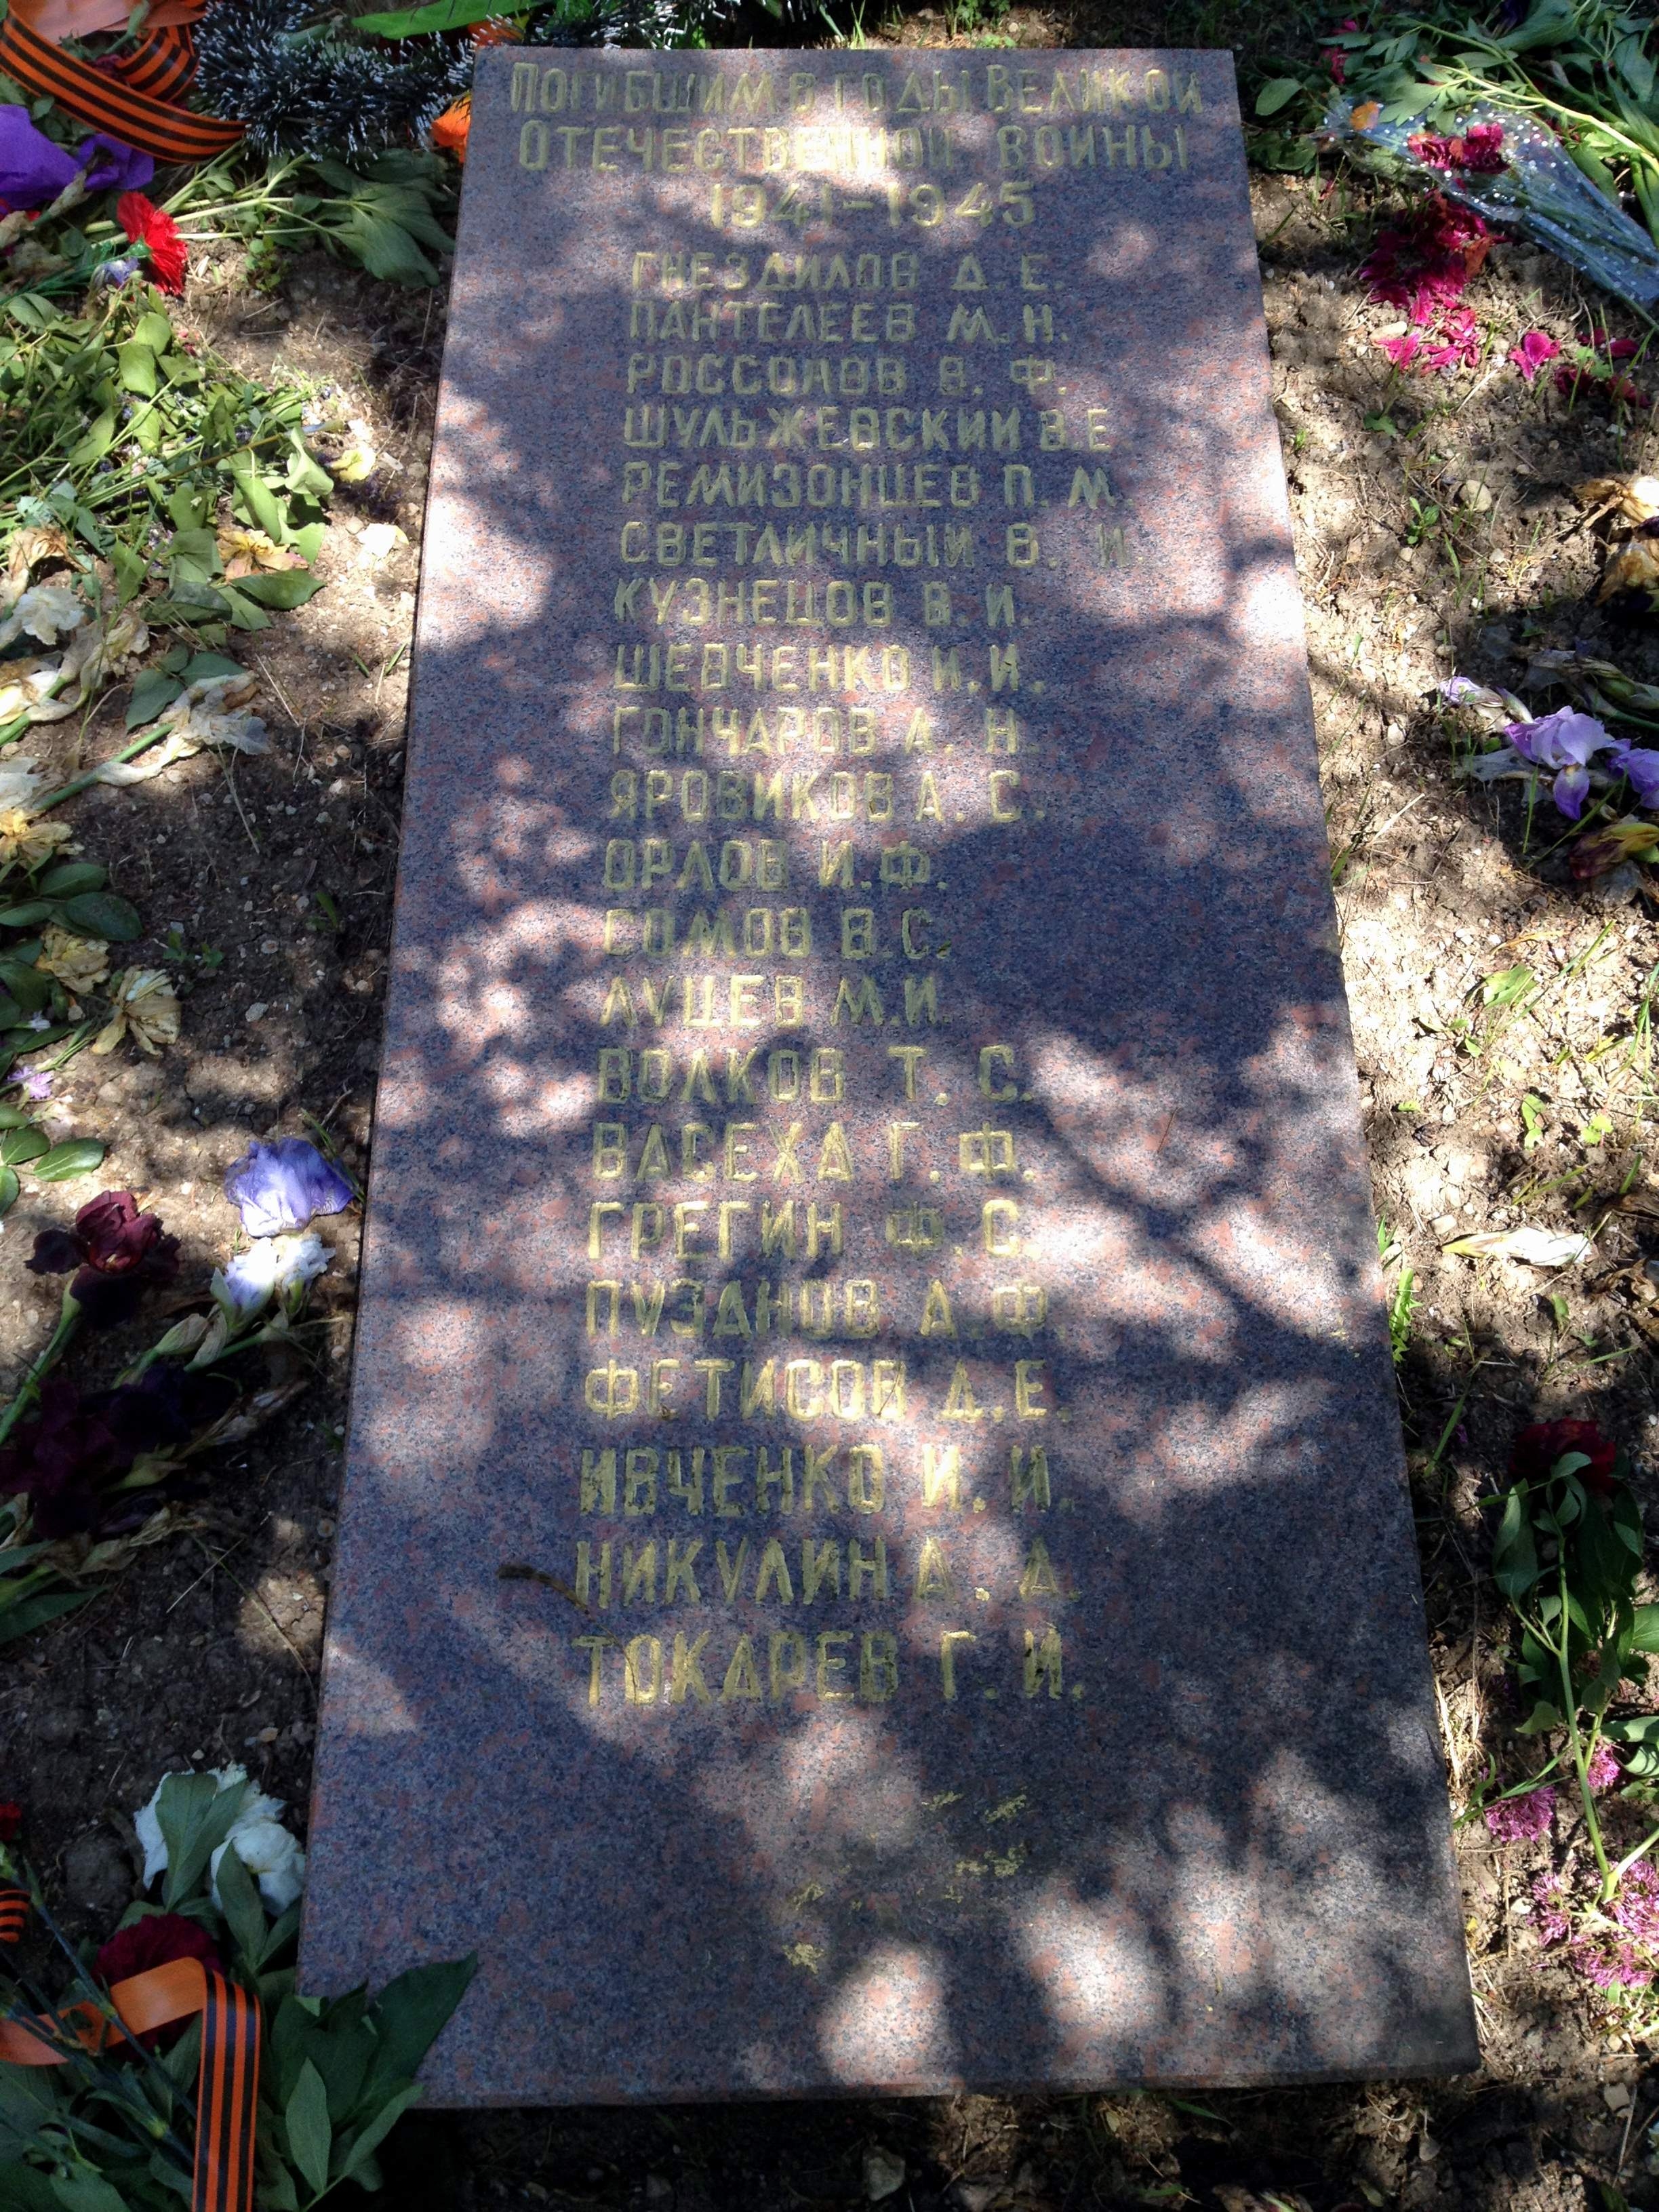 Погибшим в годы Великой
Отечественной войны
1941-1945
ГНЕЗДИЛОВ Д. Е.
ПАНТЕЛЕЕВ М. Н.
РОССОЛОВ В. Ф.
ШУЛЬЖЕВСКИЙ В.Е.
РЕМИЗОНЦЕВ П. М.
СВЕТЛИЧНЫЙ В. И.
КУЗНЕЦОВ В. И.
ШЕВЧЕНКО И. И.
ГОНЧАРОВ А. Н.
ЯРОВИКОВ А. С.
ОРЛОВ И.Ф.
СОМОВ В.С.
ЛУЦЕВ М.И.
ВОЛКОВ Т. С.
ВАСЕХА Г. Ф.
ГРЕГИН Ф. С.
ПУЗАНОВ А. Ф.
ФЕТИСОВ Д. Е.
ИВЧЕНКО И. И.
НИКУЛИН А. А.
ТОКАРЕВ Г. И.